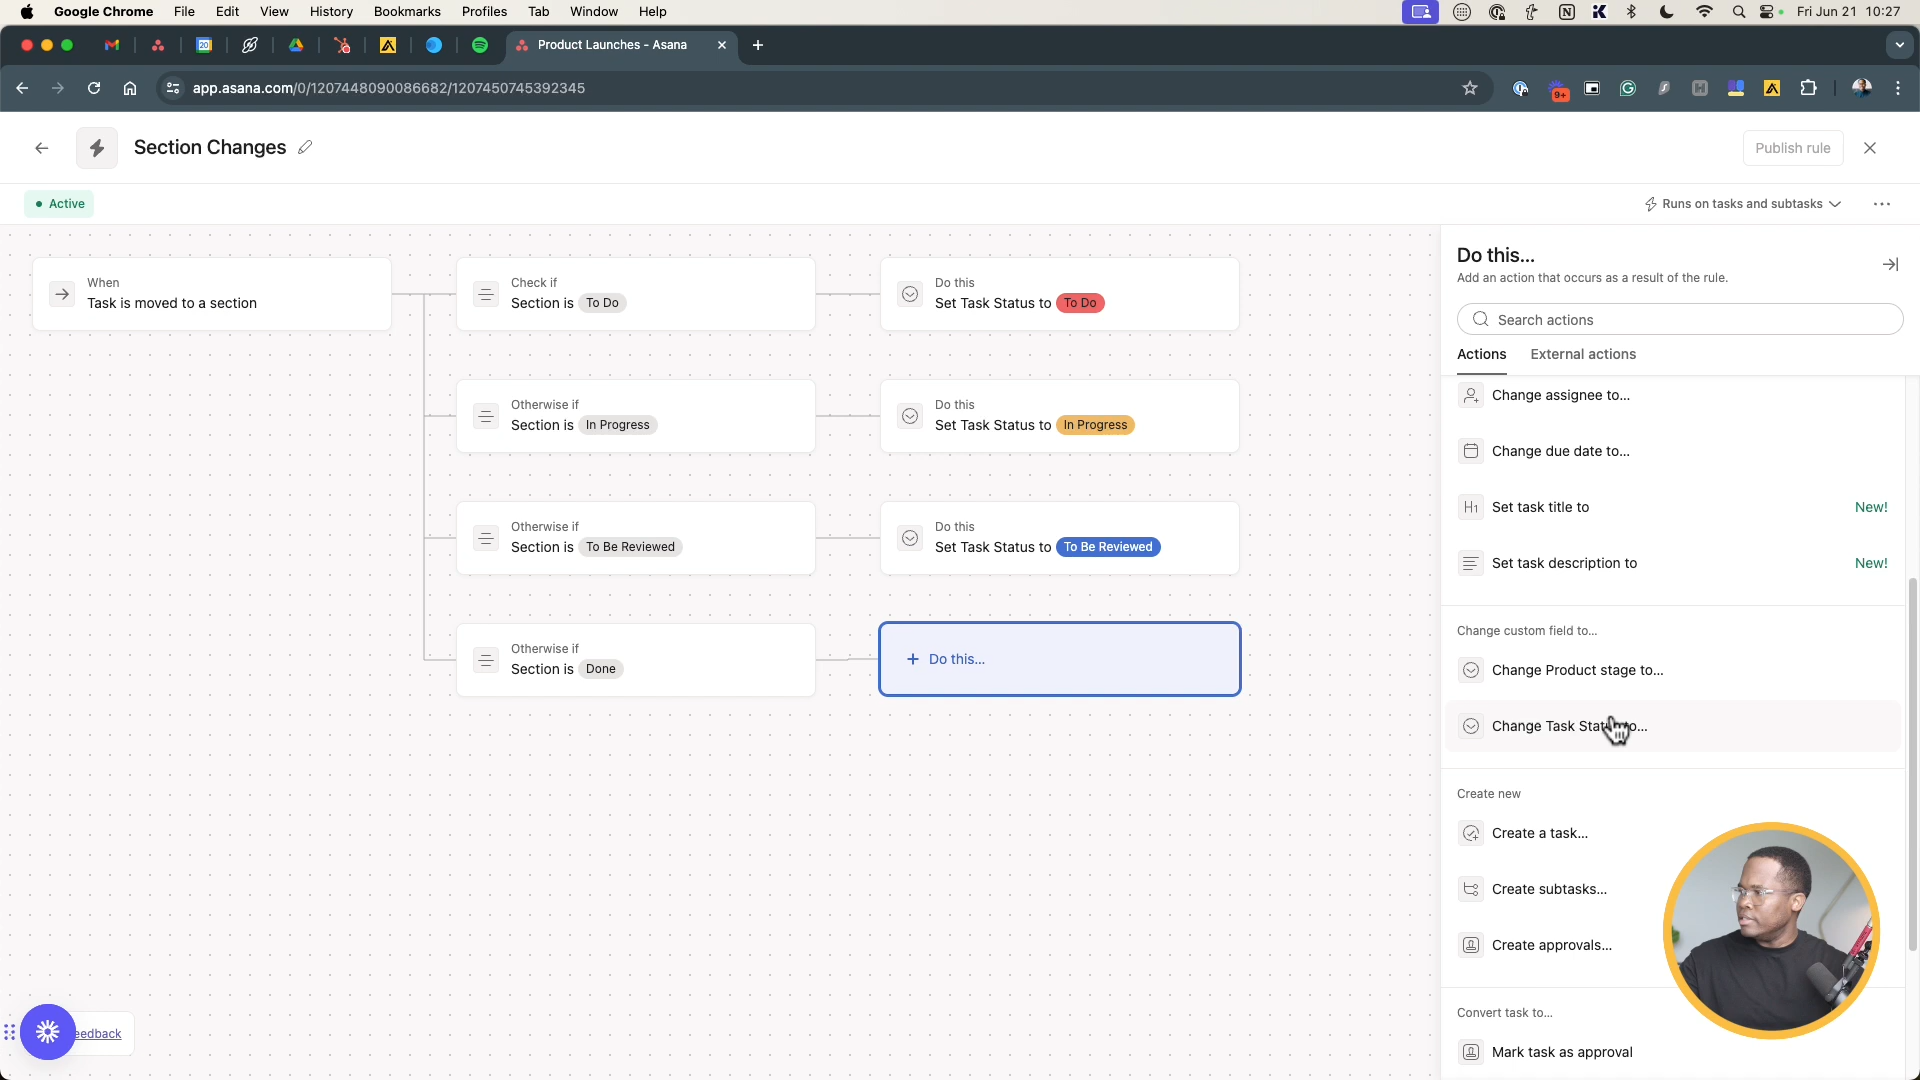 Google Chrome File Edit View History Bookmarks Profiles Tab Window Help Fri Jun 21 10:27
20 Product Launches - Asana
app.asana.com/0/1207448090086682/1207450745392345 9+
Section Changes Publish rule
Active Runs on tasks and subtasks
When
Task is moved to a section
Check if
Section is To Do
Do this
Set Task Status to To Do
Otherwise if
Section is In Progress
Do this
Set Task Status to In Progress
Otherwise if
Section is To Be Reviewed
Do this
Set Task Status to To Be Reviewed
Otherwise if
Section is Done
+ Do this...
Do this...
Add an action that occurs as a result of the rule.
Search actions
Actions External actions
Change assignee to...
Change due date to...
H1 Set task title to New!
Set task description to New!
Change custom field to...
Change Product stage to...
Change Task Stat o...
Create new
Create a task...
Create subtasks...
Create approvals...
Convert task to...
Mark task as approval
eedback